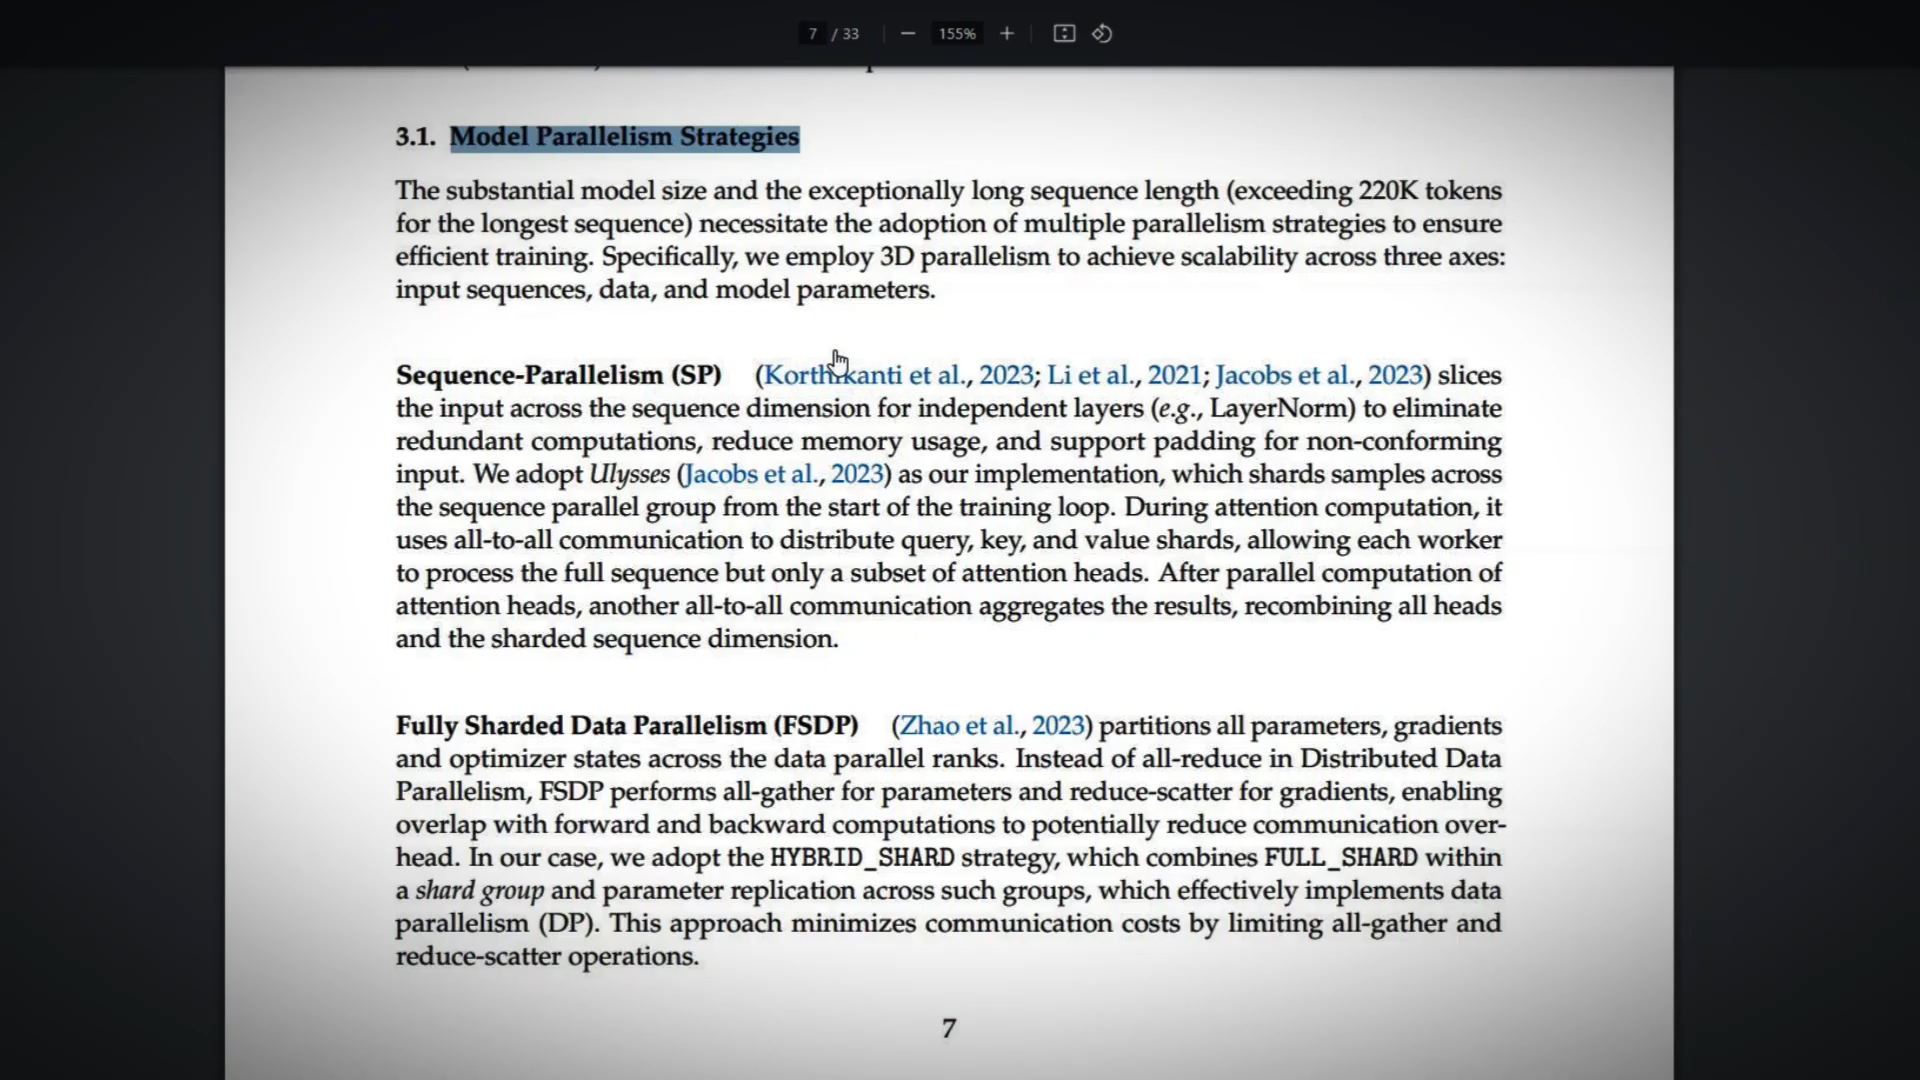 7 / 33
155%
3.1. Model Parallelism Strategies
The substantial model size and the exceptionally long sequence length (exceeding 220K tokens
for the longest sequence) necessitate the adoption of multiple parallelism strategies to ensure
efficient training. Specifically, we employ 3D parallelism to achieve scalability across three axes:
input sequences, data, and model parameters.
Sequence-Parallelism (SP) (Korthikanti et al., 2023; Li et al., 2021; Jacobs et al., 2023) slices
the input across the sequence dimension for independent layers (e.g., LayerNorm) to eliminate
redundant computations, reduce memory usage, and support padding for non-conforming
input. We adopt Ulysses (Jacobs et al., 2023) as our implementation, which shards samples across
the sequence parallel group from the start of the training loop. During attention computation, it
uses all-to-all communication to distribute query, key, and value shards, allowing each worker
to process the full sequence but only a subset of attention heads. After parallel computation of
attention heads, another all-to-all communication aggregates the results, recombining all heads
and the sharded sequence dimension.
Fully Sharded Data Parallelism (FSDP) (Zhao et al., 2023) partitions all parameters, gradients
and optimizer states across the data parallel ranks. Instead of all-reduce in Distributed Data
Parallelism, FSDP performs all-gather for parameters and reduce-scatter for gradients, enabling
overlap with forward and backward computations to potentially reduce communication over-
head. In our case, we adopt the HYBRID_SHARD strategy, which combines FULL_SHARD within
a shard group and parameter replication across such groups, which effectively implements data
parallelism (DP). This approach minimizes communication costs by limiting all-gather and
reduce-scatter operations.
7